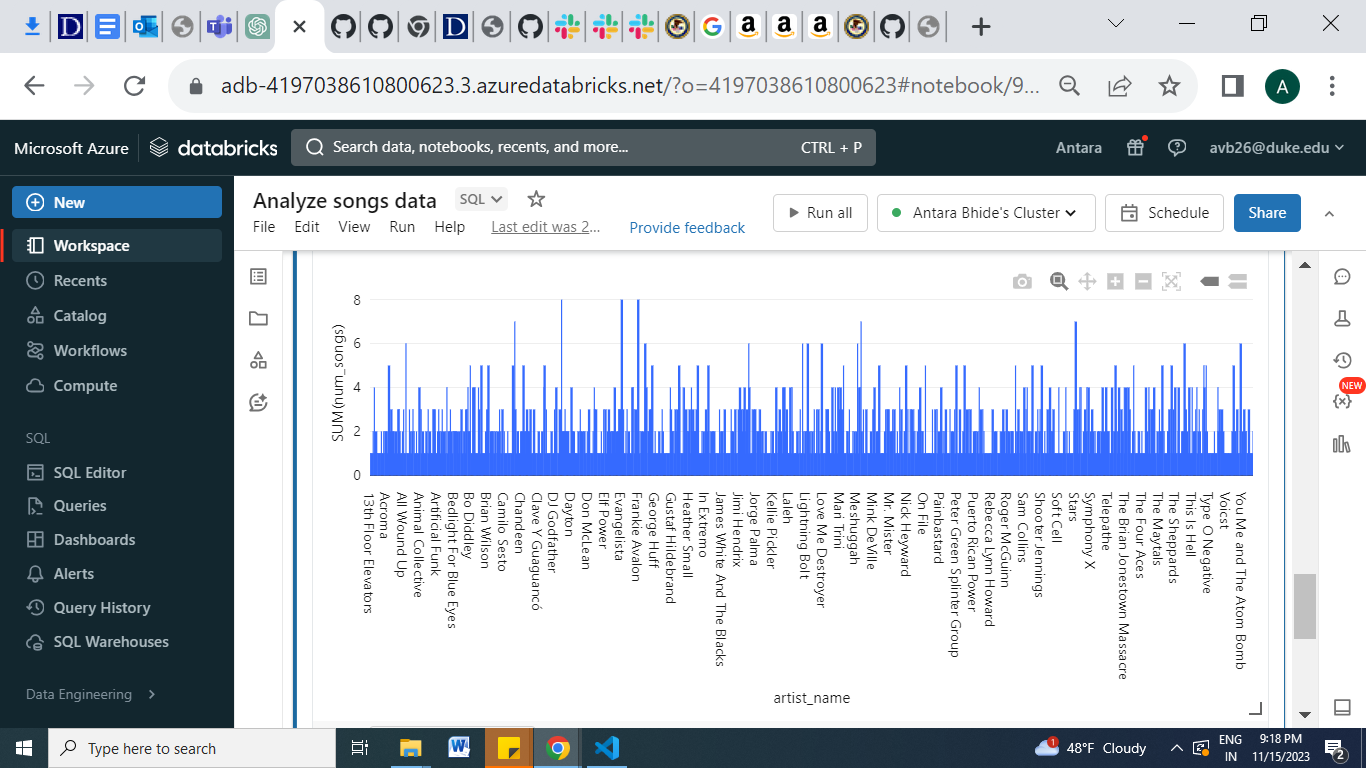 adb-4197038610800623.3.azuredatabricks.net/?o=4197038610800623#notebook/9...
A
Microsoft Azure
databricks
Search data, notebooks, recents, and more...
CTRL + P
Antara
avb26@duke.edu
New
Workspace
Recents
Catalog
Workflows
Compute
SQL
SQL Editor
Queries
Dashboards
Alerts
Query History
SQL Warehouses
Data Engineering
Analyze songs data
SQL
File Edit View Run Help Last edit was 2... Provide feedback
Run all
Antara Bhide's Cluster
Schedule
Share
NEW
SUM(num_songs)
8
6
4
2
0
13th Floor Elevators
Acroma
All Wound Up
Animal Collective
Artificial Funk
Bedlight For Blue Eyes
Bo Diddley
Brian Wilson
Camilo Sesto
Chandeen
Clave Y Guaguancó
DJ Godfather
Dayton
Don McLean
Elf Power
Evangelista
Frankie Avalon
George Huff
Gustaf Hildebrand
Heather Small
In Extremo
James White And The Blacks
Jimi Hendrix
Jorge Palma
Kellie Pickler
Laleh
Lightning Bolt
Love Me Destroyer
Mari Trini
Meshuggah
Mink DeVille
Mr. Mister
Nick Heyward
On File
Painbastard
Peter Green Splinter Group
Puerto Rican Power
Rebecca Lynn Howard
Roger McGuinn
Sam Collins
Shooter Jennings
Soft Cell
Stars
Symphony X
Telepathe
The Brian Jonestown Massacre
The Four Aces
The Maytals
The Sheppards
This Is Hell
Type O Negative
Voicst
You Me and The Atom Bomb
artist_name
Type here to search
1
48°F Cloudy
ENG
IN
9:18 PM
11/15/2023
2